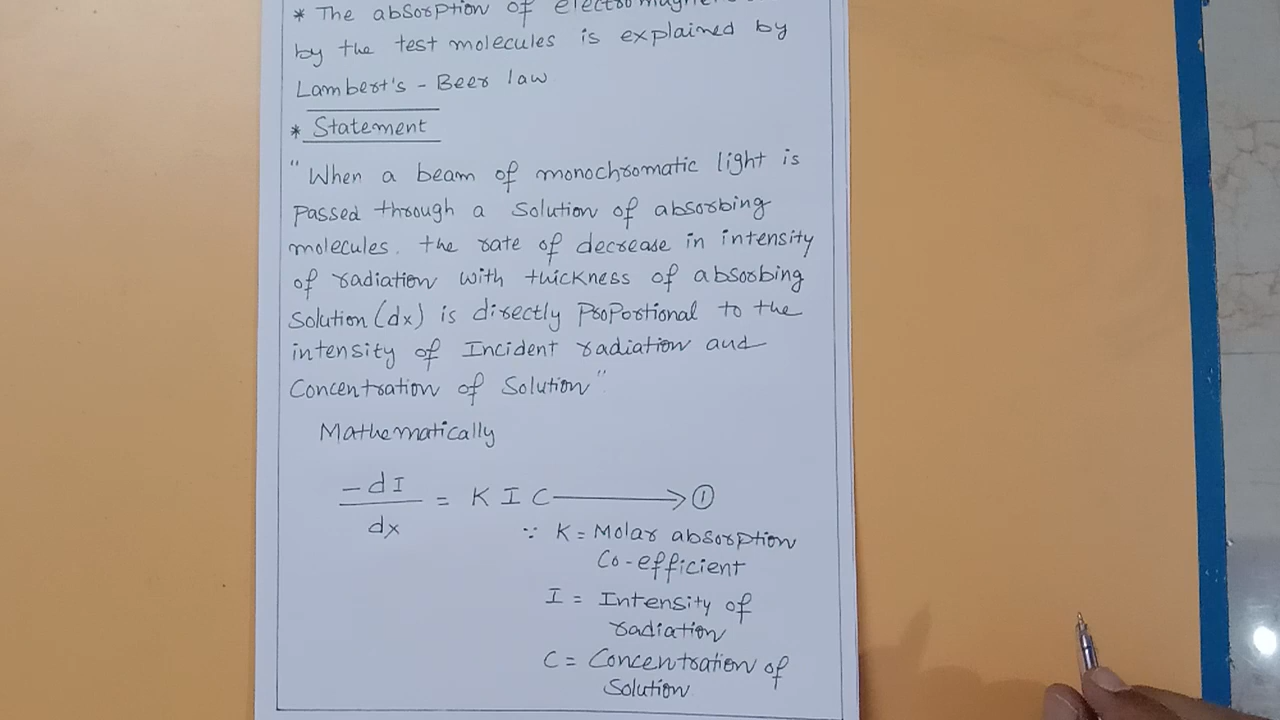 * The absorption of
by the test molecules is explained by
Lambert's - Beer law
* Statement
"When a beam of monochromatic light is
passed through a solution of absorbing
molecules. the rate of decrease in intensity
of radiation with thickness of absorbing
solution (dx) is directly proportional to the
intensity of Incident radiation and
Concentration of Solution"
Mathematically
-dI/dx = K I C → ①
∵ K = Molar absorption
Co-efficient
I = Intensity of
radiation
C = Concentration of
Solution